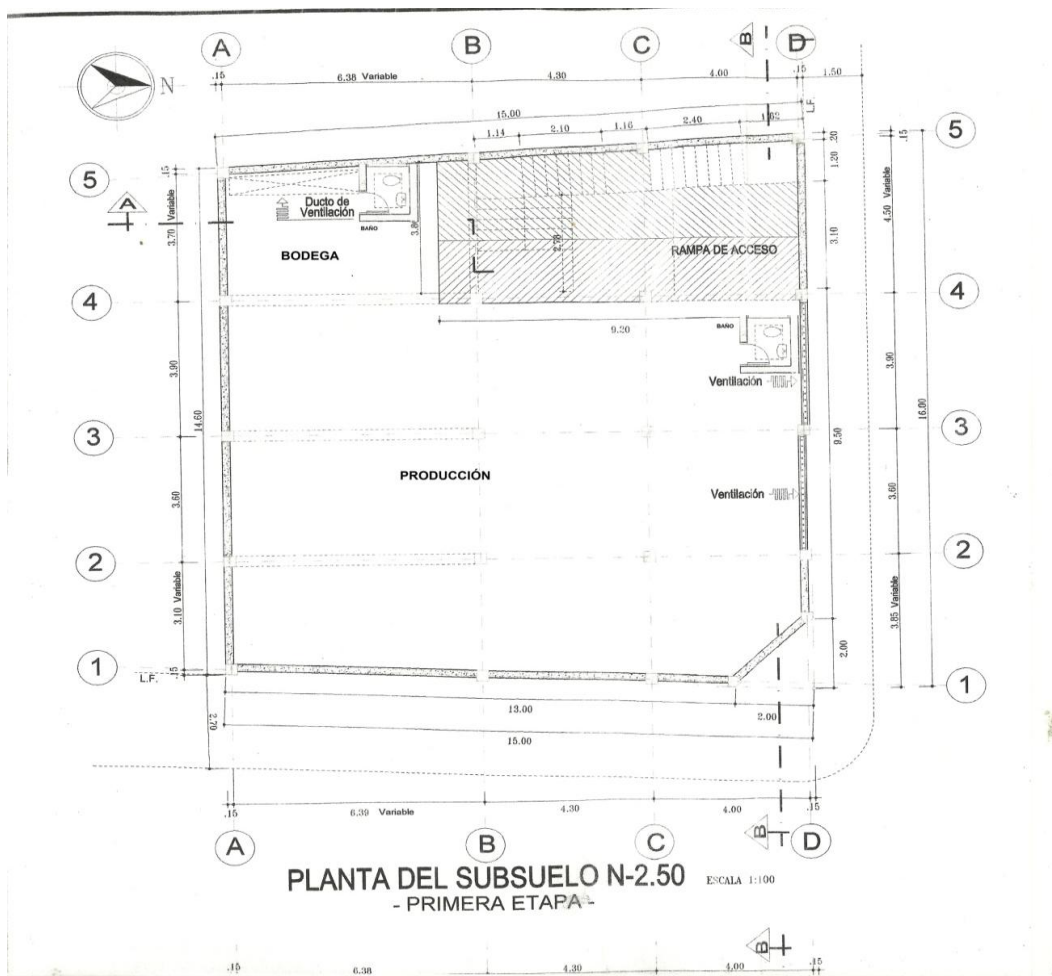 A
B
C
B
D
.15
6.38 Variable
4.30
4.00
.15
1.50
N
L.F.
15.00
1.14
2.10
1.16
2.40
1.62
.20
.15
5
5
.15
1.20
A
Variable
3.70
Ducto de
Ventilación
BAÑO
3.80
BODEGA
2.78
RAMPA DE ACCESO
3.10
4.50 Variable
4
4
9.20
BAÑO
3.90
Ventilación
3.90
14.60
16.00
3
9.50
3
PRODUCCIÓN
3.60
Ventilación
3.60
2
2
3.10 Variable
3.85 Variable
2.00
1
.15
1
L.F.
13.00
2.00
2.70
15.00
.15
6.39 Variable
4.30
4.00
.15
A
B
C
B
D
PLANTA DEL SUBSUELO N-2.50 ESCALA 1:100
- PRIMERA ETAPA -
B
.15
6.38
4.30
4.00
.15